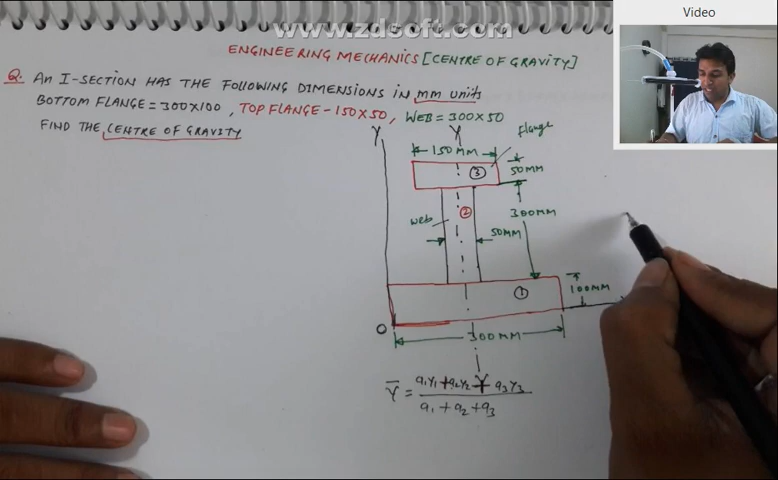 Video
www.zdsoft.com
ENGINEERING MECHANICS [CENTRE OF GRAVITY]
Q. AN I-SECTION HAS THE FOLLOWING DIMENSIONS IN MM UNITS
BOTTOM FLANGE = 300X100, TOP FLANGE - 150X50, WEB = 300X50
FIND THE CENTRE OF GRAVITY
Y Y flange
150MM
③ 50MM
web ② 300MM
50MM
① 100MM
O
300MM
Y
Ȳ = a₁Y₁ + a₂Y₂ + a₃Y₃
a₁ + a₂ + a₃